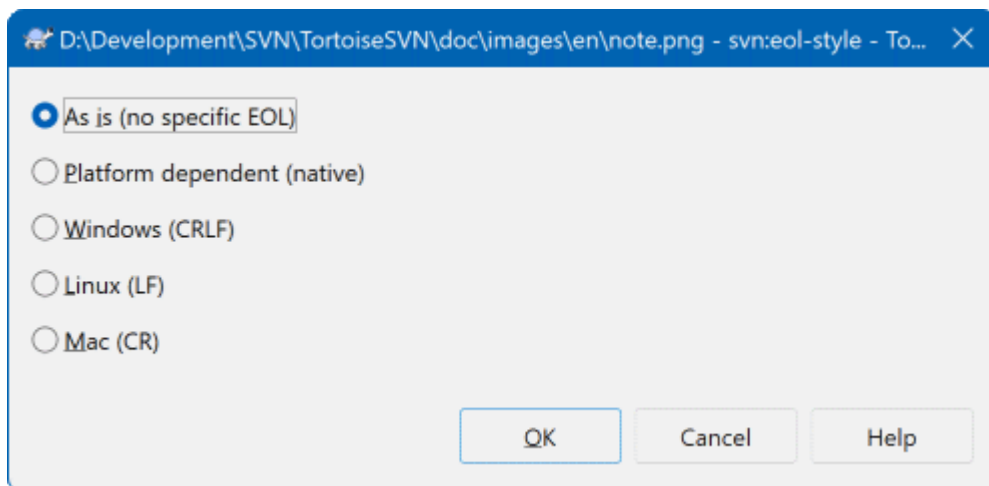 D:\Development\SVN\TortoiseSVN\doc\images\en\note.png - svn:eol-style - To...
As is (no specific EOL)
Platform dependent (native)
Windows (CRLF)
Linux (LF)
Mac (CR)
OK Cancel Help